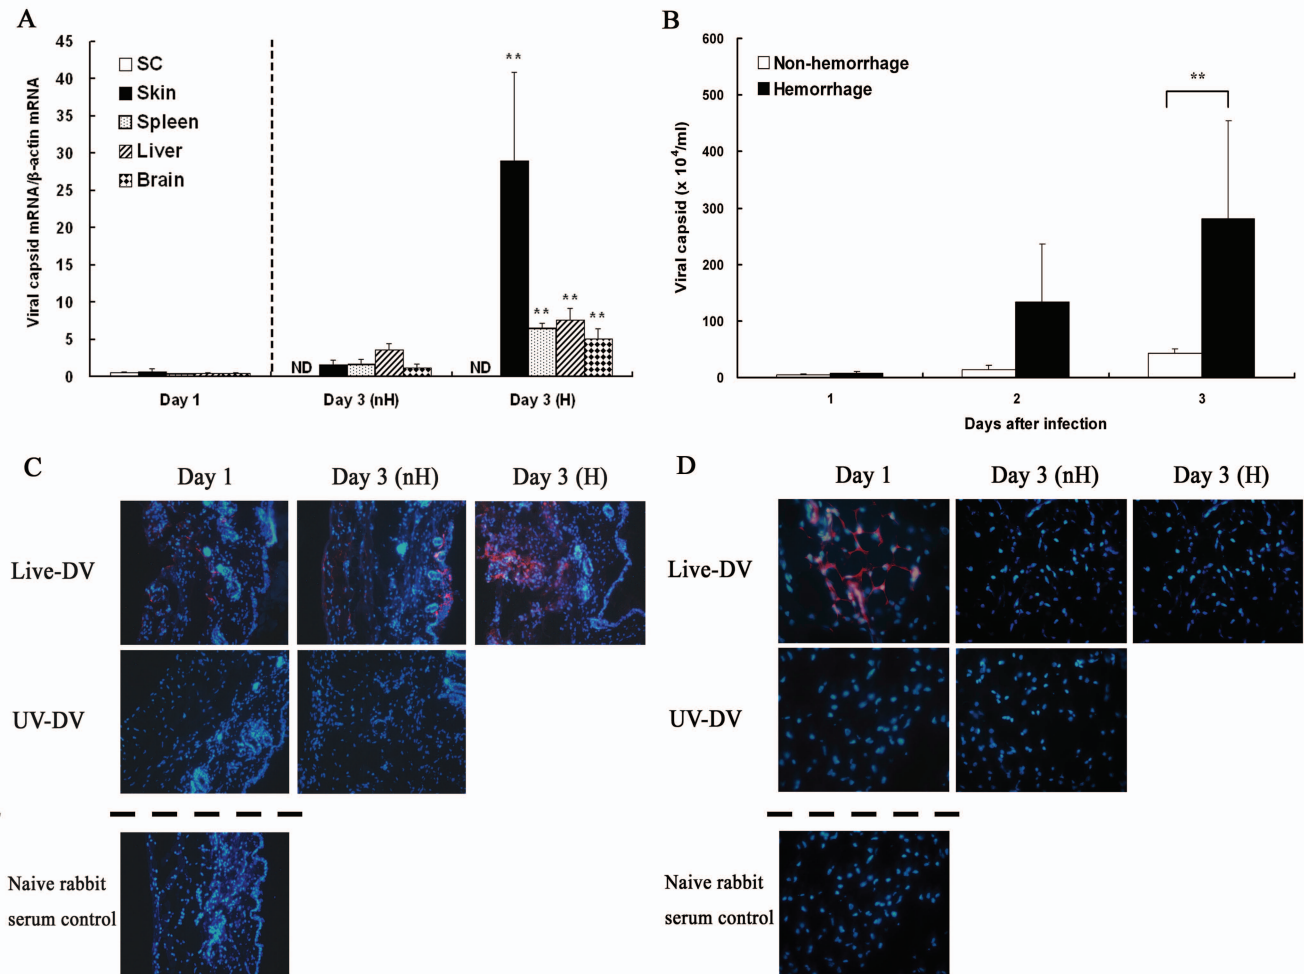 A
Viral capsid mRNA/β-actin mRNA
45
40
35
30
25
20
15
10
5
0
SC
Skin
Spleen
Liver
Brain
ND
ND
**
**
**
**
Day 1
Day 3 (nH)
Day 3 (H)
B
Viral capsid (x 10⁴/ml)
600
500
400
300
200
100
0
Non-hemorrhage
Hemorrhage
**
1
2
3
Days after infection
C
Day 1
Day 3 (nH)
Day 3 (H)
Live-DV
UV-DV
Naive rabbit
serum control
D
Day 1
Day 3 (nH)
Day 3 (H)
Live-DV
UV-DV
Naive rabbit
serum control